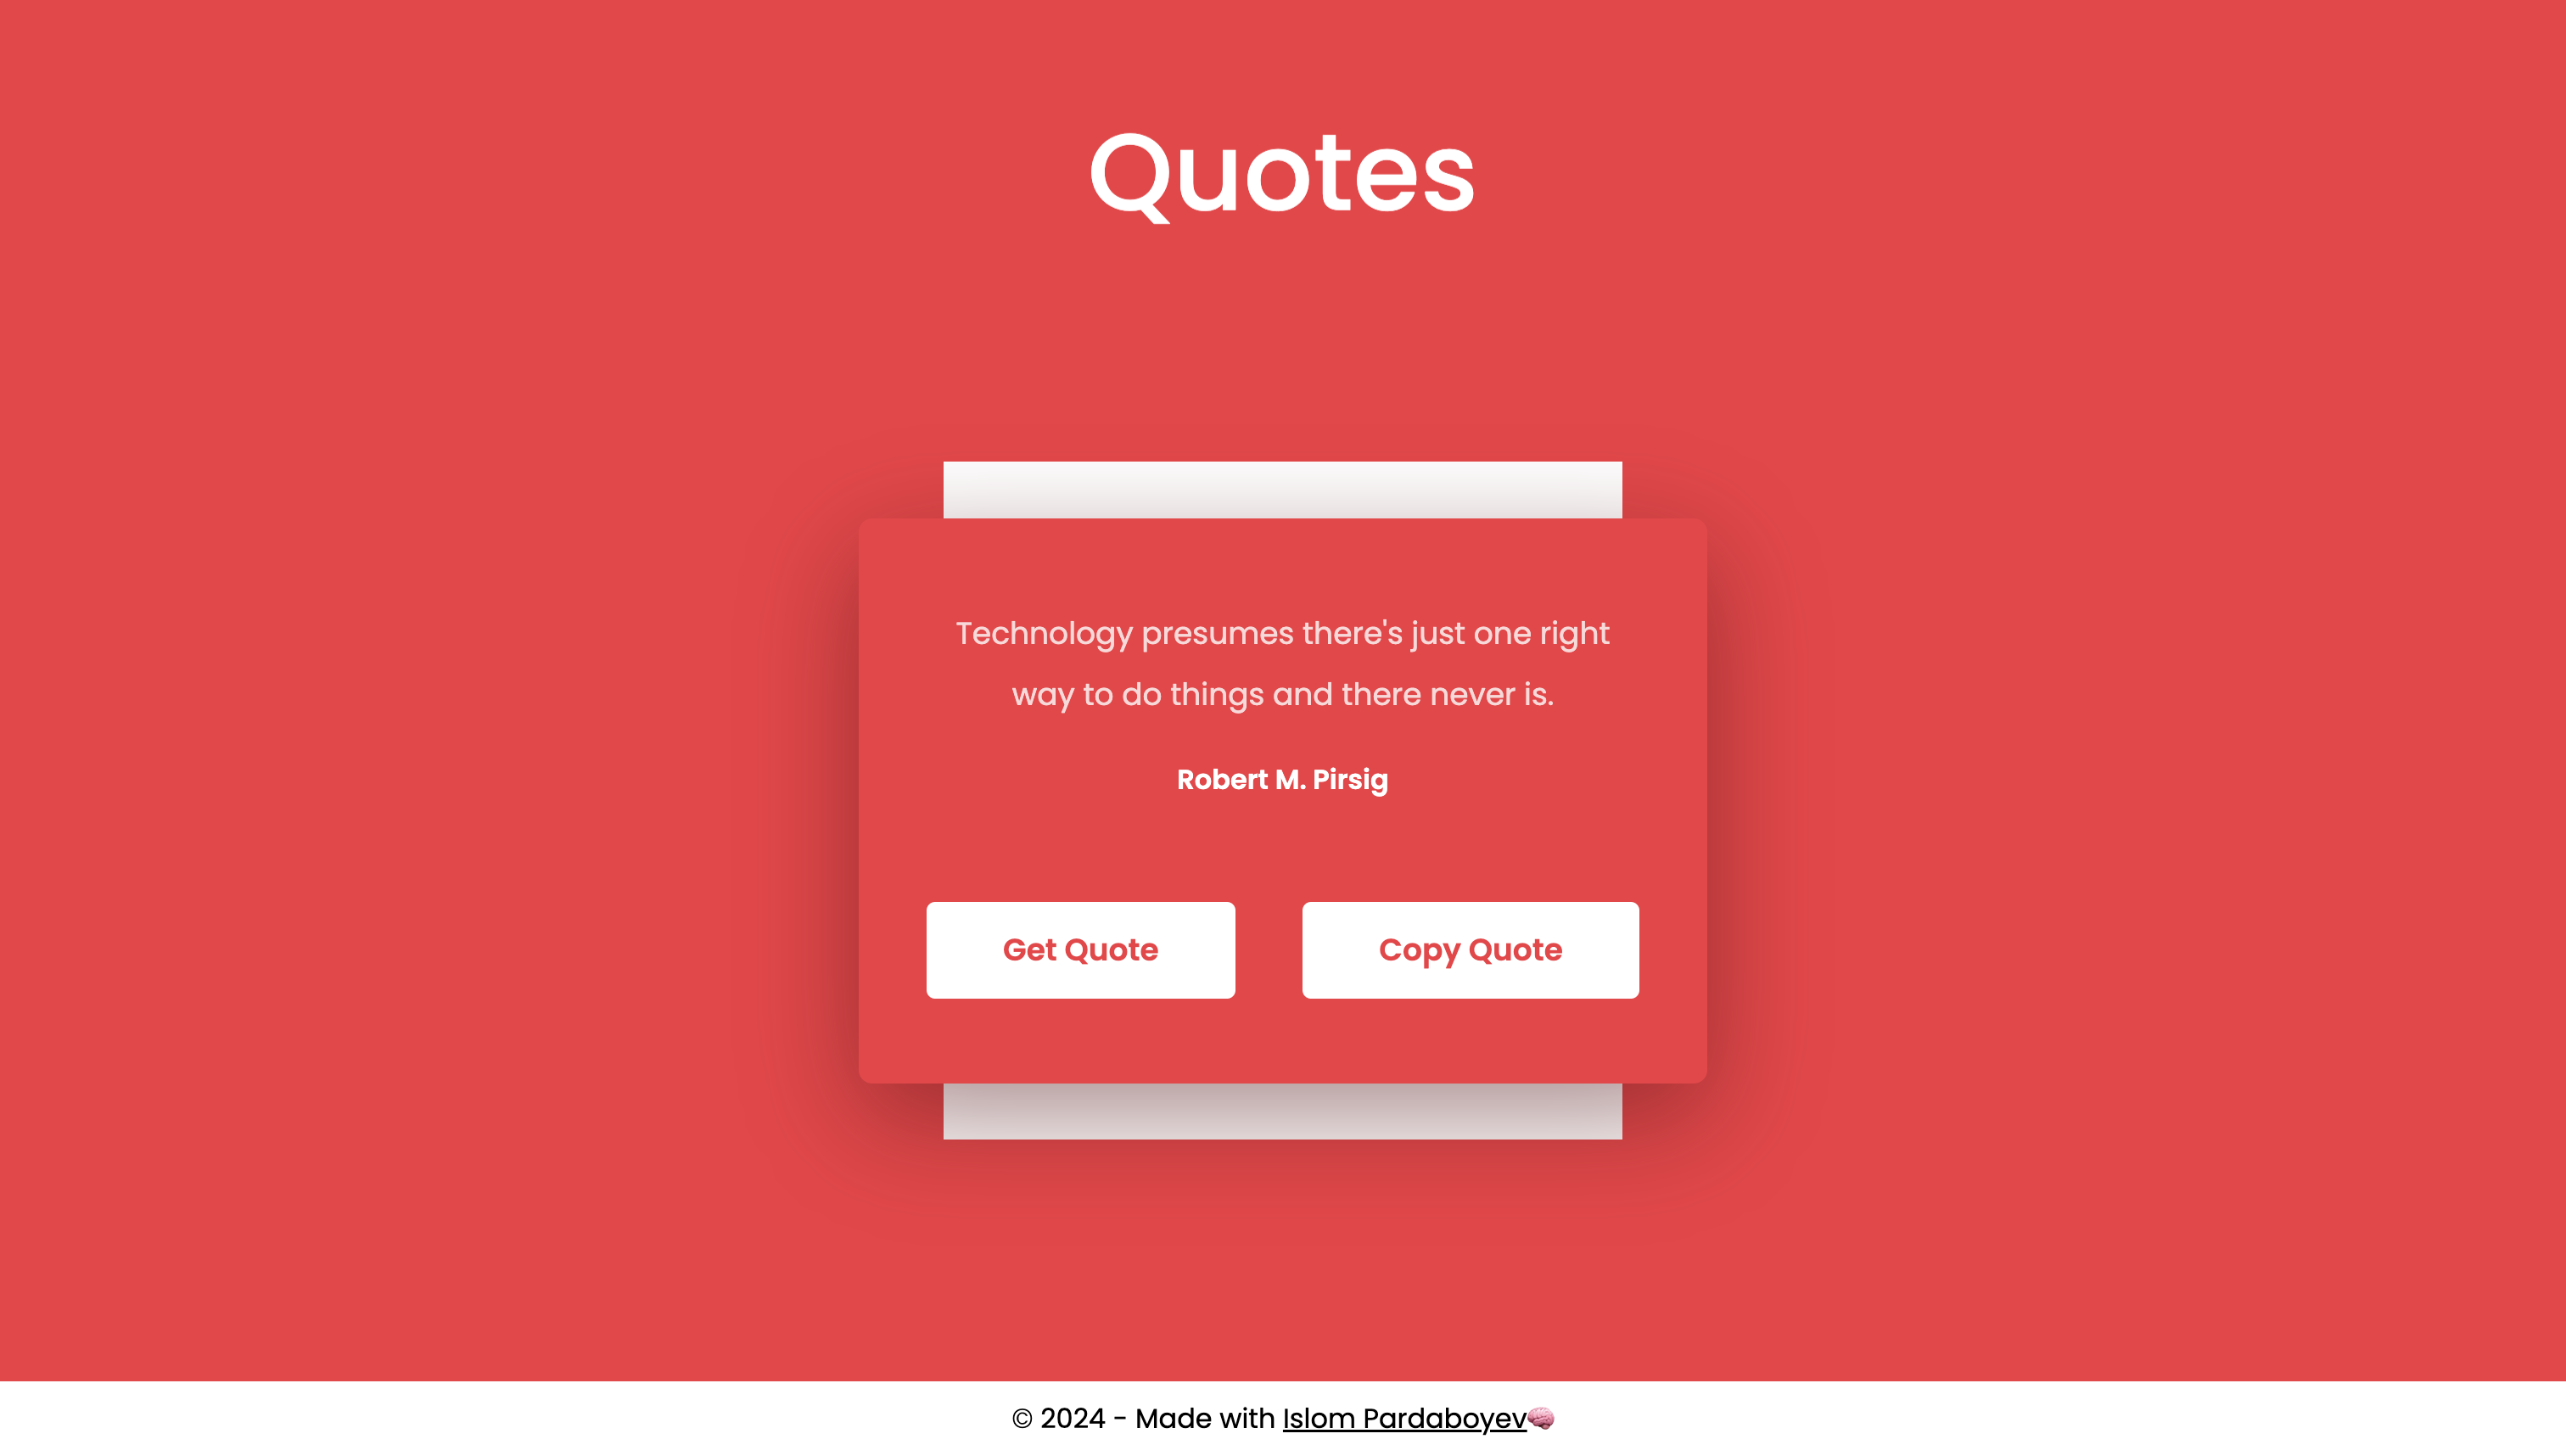 Quotes
Technology presumes there's just one right
way to do things and there never is.
Robert M. Pirsig
Get Quote
Copy Quote
© 2024 - Made with Islom Pardaboyev🧠